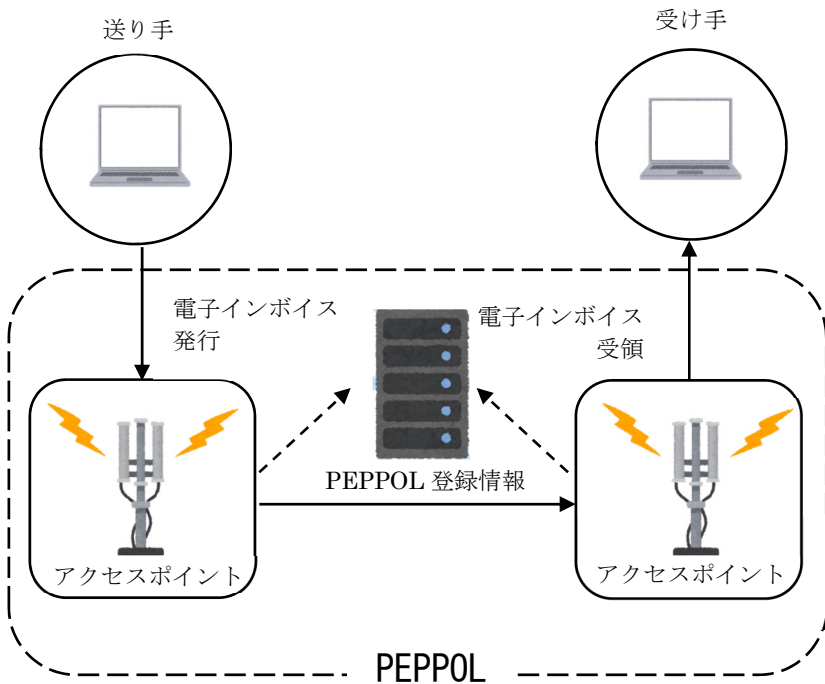 送り手
受け手
電子インボイス
発行
電子インボイス
受領
PEPPOL 登録情報
アクセスポイント
アクセスポイント
PEPPOL